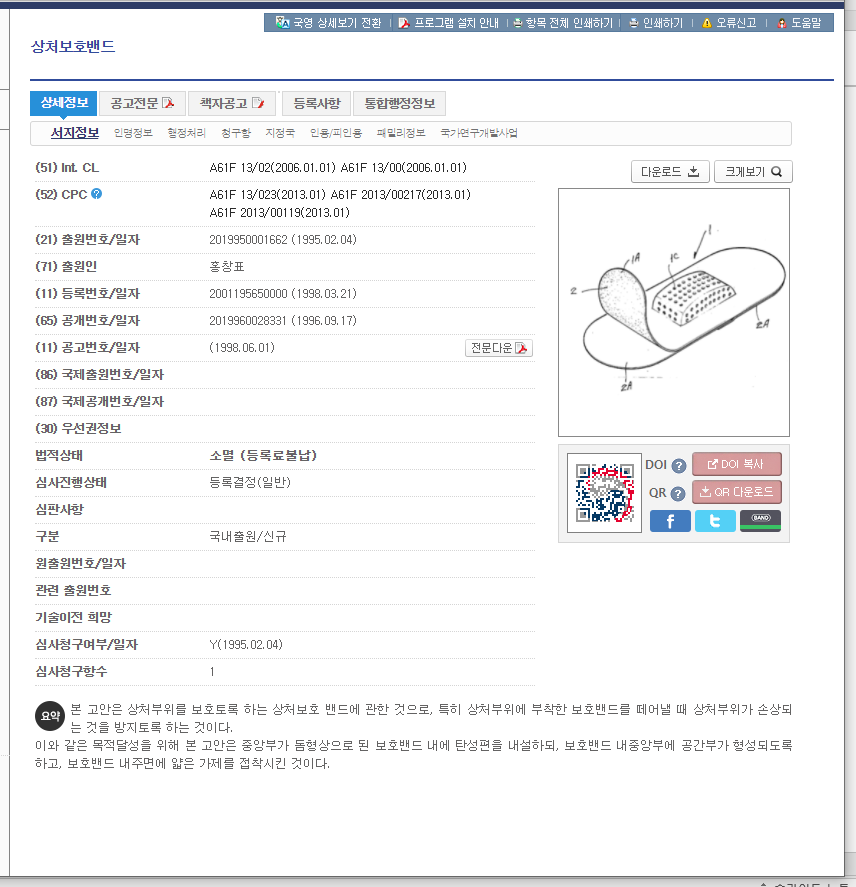 국영 상세보기 전환 프로그램 설치 안내 항목 전체 인쇄하기 인쇄하기 오류신고 도움말
상처보호밴드
상세정보 공고전문 책자공고 등록사항 통합행정정보
서지정보 인명정보 행정처리 청구항 지정국 인용/피인용 패밀리정보 국가연구개발사업
(51) Int. CL A61F 13/02(2006.01.01) A61F 13/00(2006.01.01)
다운로드 크게보기
(52) CPC ? A61F 13/023(2013.01) A61F 2013/00217(2013.01)
A61F 2013/00119(2013.01)
(21) 출원번호/일자 2019950001662 (1995.02.04)
(71) 출원인 홍창표
(11) 등록번호/일자 2001195650000 (1998.03.21)
(65) 공개번호/일자 2019960028331 (1996.09.17)
(11) 공고번호/일자 (1998.06.01) 전문다운
(86) 국제출원번호/일자
(87) 국제공개번호/일자
(30) 우선권정보
법적상태 소멸 (등록료불납)
심사진행상태 등록결정(일반)
심판사항
구분 국내출원/신규
원출원번호/일자
관련 출원번호
기술이전 희망
심사청구여부/일자 Y(1995.02.04)
심사청구항수 1
1
1A
1C
2
2A
2A
DOI ? DOI 복사
QR ? QR 다운로드
f t BAND
요약 본 고안은 상처부위를 보호토록 하는 상처보호 밴드에 관한 것으로, 특히 상처부위에 부착한 보호밴드를 떼어낼 때 상처부위가 손상되
는 것을 방지토록 하는 것이다.
이와 같은 목적달성을 위해 본 고안은 중앙부가 돔형상으로 된 보호밴드 내에 탄성편을 내설하되, 보호밴드 내중앙부에 공간부가 형성되도록
하고, 보호밴드 내주면에 얇은 가제를 접착시킨 것이다.